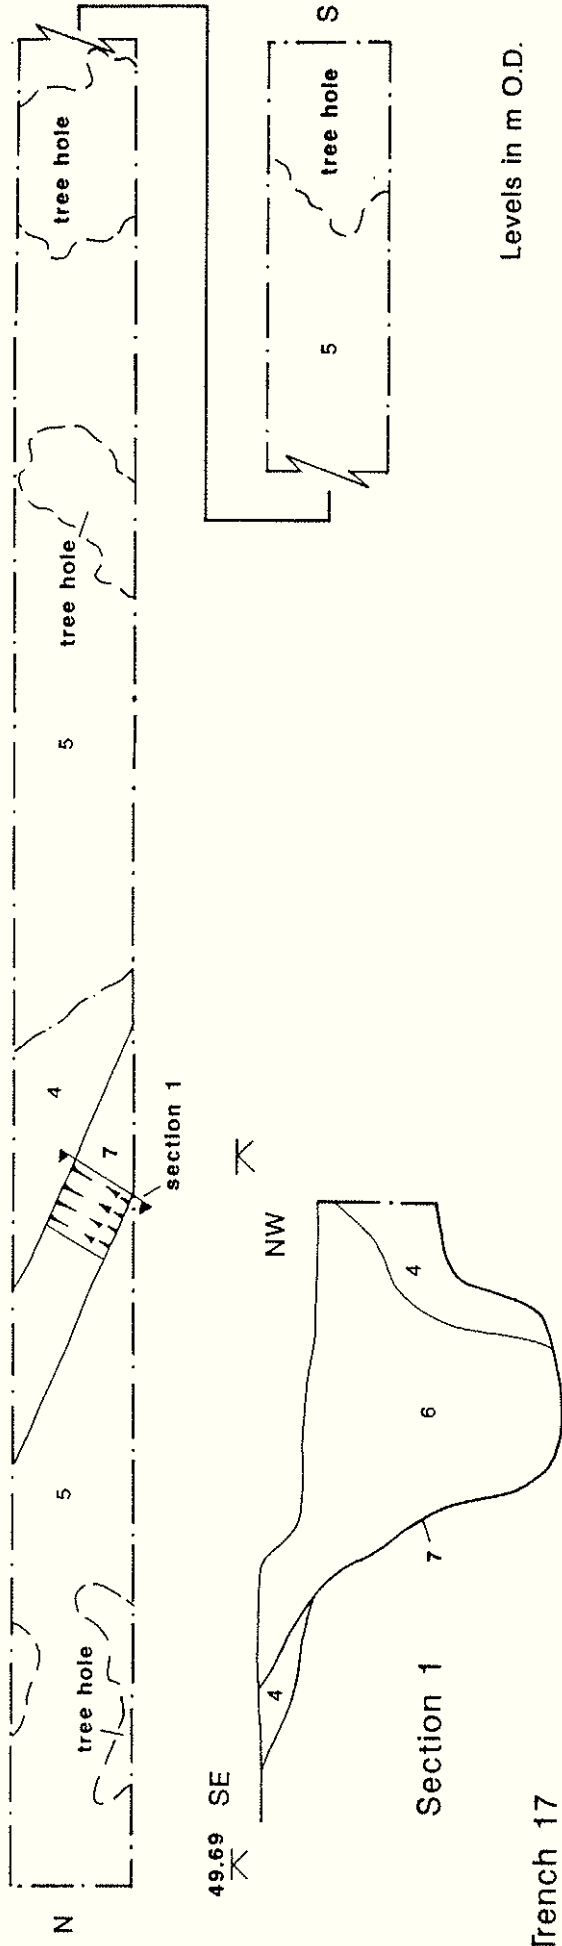 N
tree hole
5
7
4
section 1
5
tree hole
tree hole
5
tree hole
S
49.69 SE
NW
4
6
4
7
Section 1
Levels in m O.D.
Trench 17